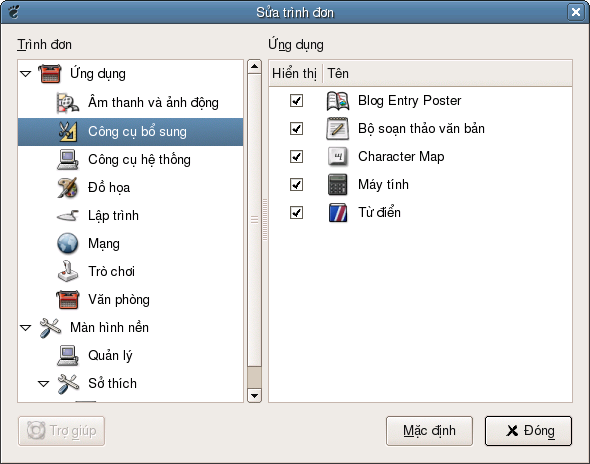 Sửa trình đơn
Trình đơn
Ứng dụng
Âm thanh và ảnh động
Công cụ bổ sung
Công cụ hệ thống
Đồ họa
Lập trình
Mạng
Trò chơi
Văn phòng
Màn hình nền
Quản lý
Sở thích
Ứng dụng
Hiển thị Tên
Blog Entry Poster
Bộ soạn thảo văn bản
Character Map
Máy tính
Từ điển
Trợ giúp
Mặc định
Đóng